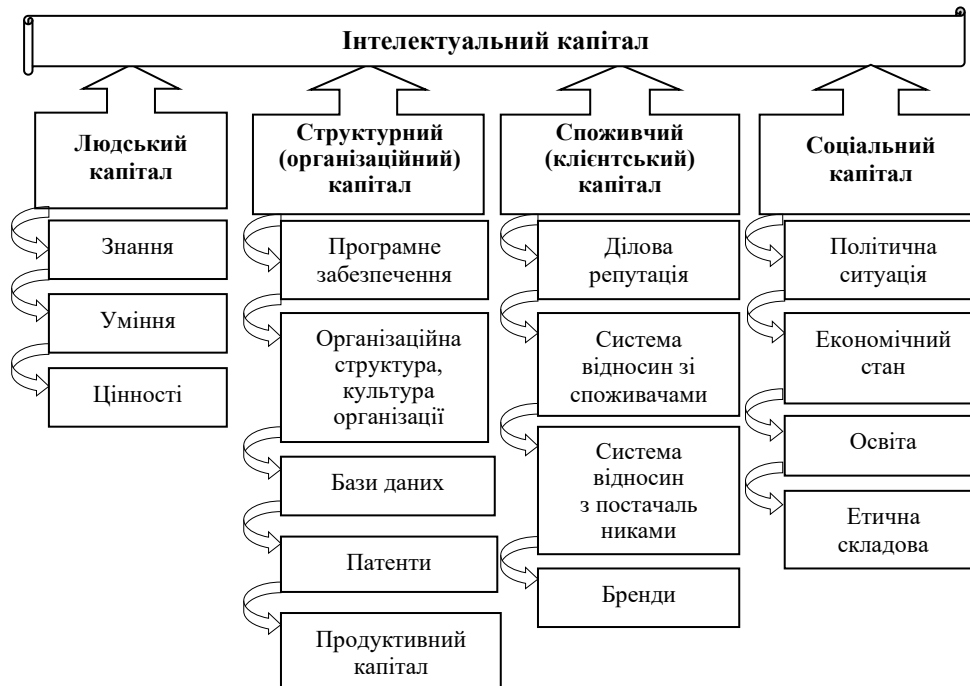 Інтелектуальний капітал
Людський
капітал
Знання
Уміння
Цінності
Структурний
(організаційний)
капітал
Програмне
забезпечення
Організаційна
структура,
культура
організації
Бази даних
Патенти
Продуктивний
капітал
Споживчий
(клієнтський)
капітал
Ділова
репутація
Система
відносин зі
споживачами
Система
відносин
з постачаль
никами
Бренди
Соціальний
капітал
Політична
ситуація
Економічний
стан
Освіта
Етична
складова